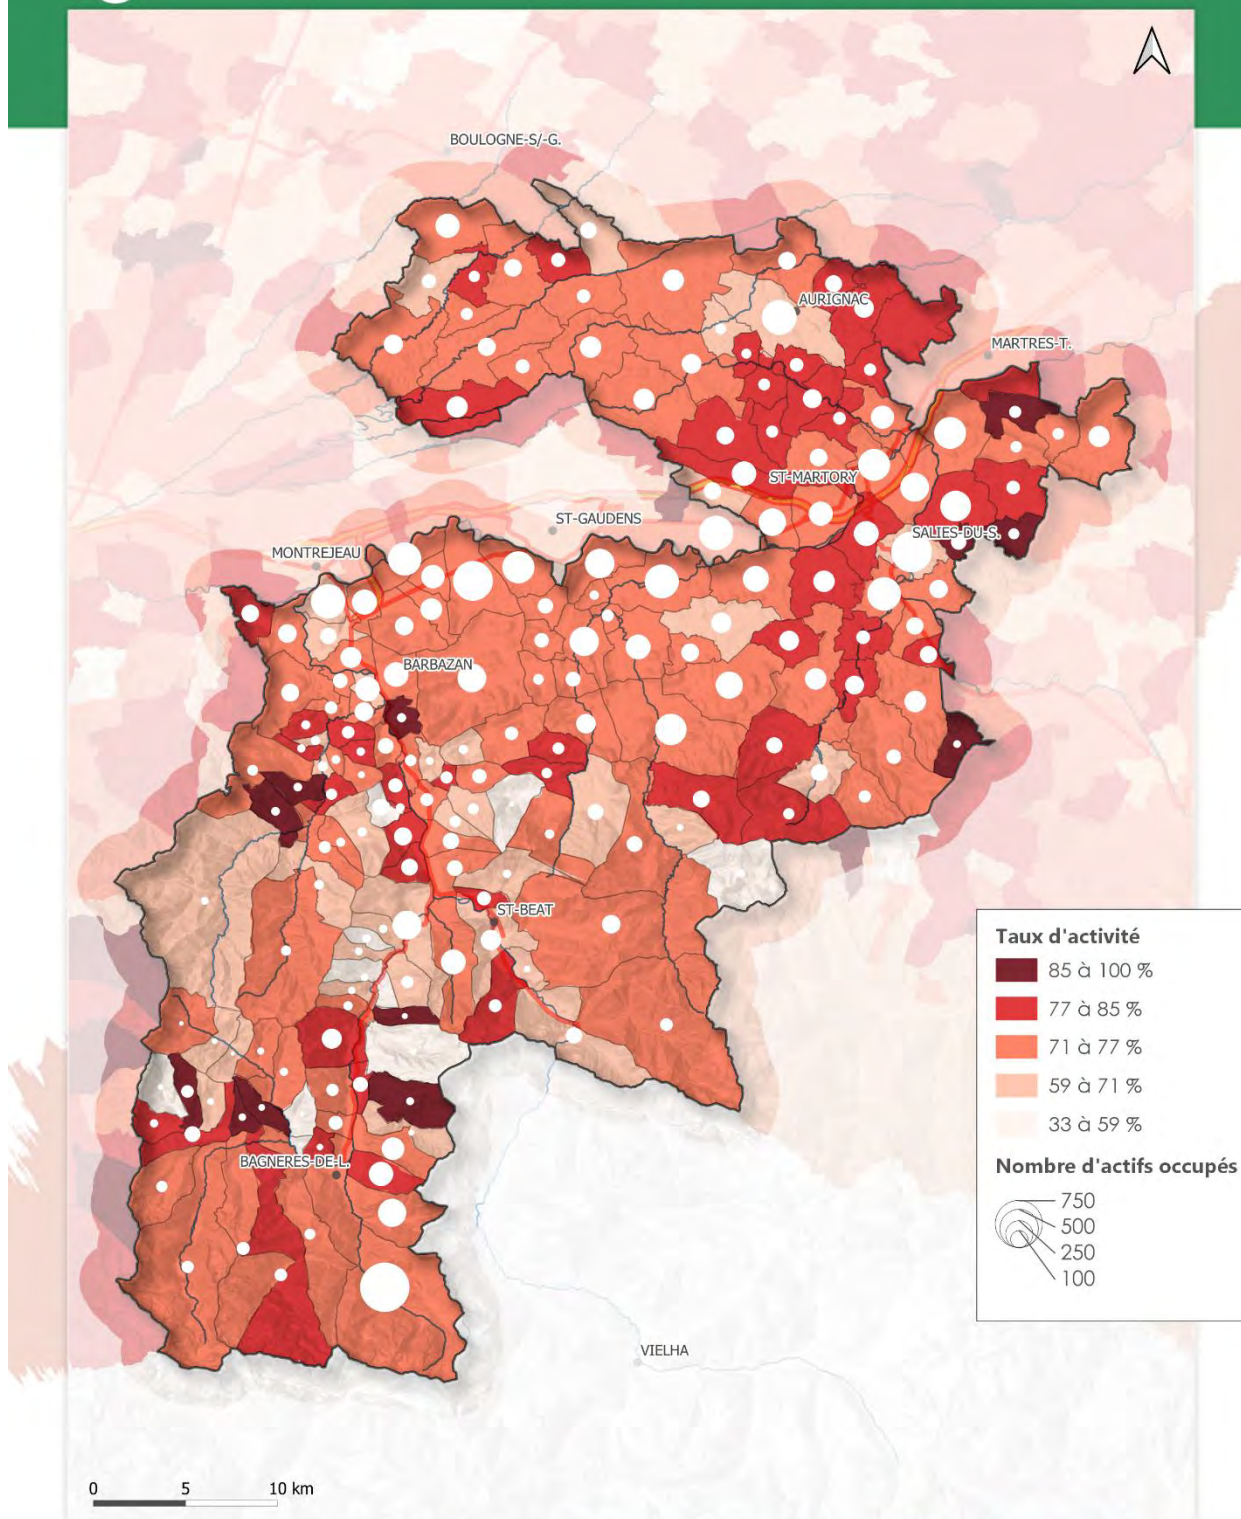 BOULOGNE-S/-G.
AURIGNAC
MARTRES-T.
ST-MARTORY
ST-GAUDENS
SALIES-DU-S.
MONTREJEAU
BARBAZAN
ST-BEAT
BAGNERES-DE-L.
VIELHA
Taux d'activité
85 à 100 %
77 à 85 %
71 à 77 %
59 à 71 %
33 à 59 %
Nombre d'actifs occupés
750
500
250
100
0 5 10 km